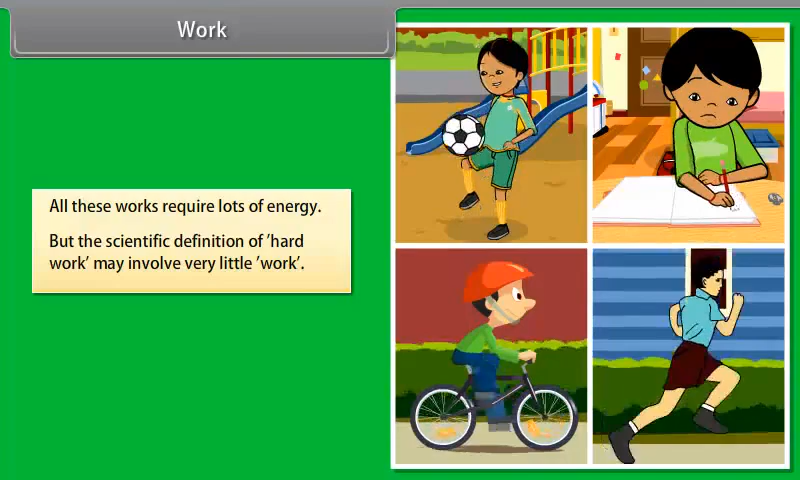 Work
All these works require lots of energy.
But the scientific definition of ‘hard
work’ may involve very little ‘work’.